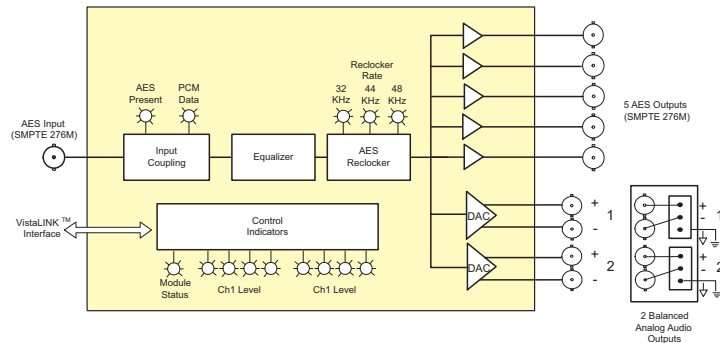 AES Input
(SMPTE 276M)
AES
Present
PCM
Data
Reclocker
Rate
32
KHz
44
KHz
48
KHz
Input
Coupling
Equalizer
AES
Reclocker
5 AES Outputs
(SMPTE 276M)
VistaLINK ™
Interface
Control
Indicators
Module
Status
Ch1 Level
Ch1 Level
DAC
+
-
1
DAC
+
-
2
+
-
1
+
-
2
2 Balanced
Analog Audio
Outputs